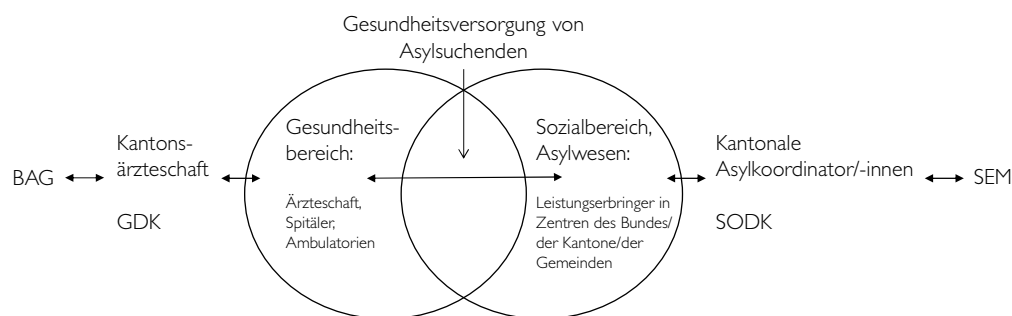 Gesundheitsversorgung von
Asylsuchenden
BAG
Kantons-
ärzteschaft
GDK
Gesundheits-
bereich:
Ärzteschaft,
Spitäler,
Ambulatorien
Sozialbereich,
Asylwesen:
Leistungserbringer in
Zentren des Bundes/
der Kantone/der
Gemeinden
Kantonale
Asylkoordinator/-innen
SODK
SEM